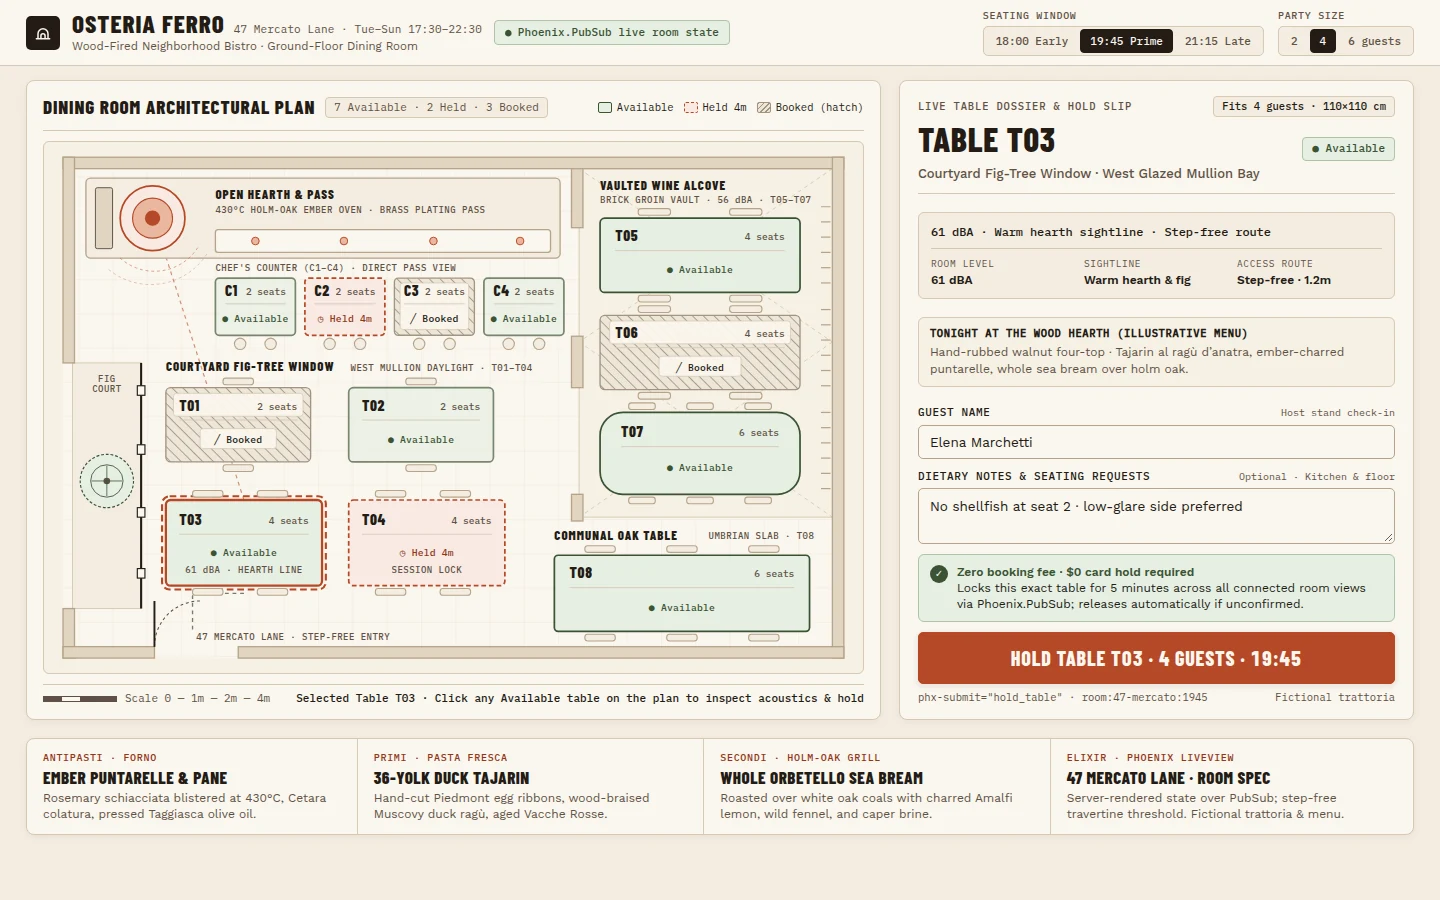 OSTERIA FERRO 47 Mercato Lane · Tue–Sun 17:30–22:30
Wood-Fired Neighborhood Bistro · Ground-Floor Dining Room
● Phoenix.PubSub live room state
SEATING WINDOW
18:00 Early 19:45 Prime 21:15 Late
PARTY SIZE
2 4 6 guests
DINING ROOM ARCHITECTURAL PLAN
7 Available · 2 Held · 3 Booked
Available Held 4m Booked (hatch)
OPEN HEARTH & PASS
430°C HOLM-OAK EMBER OVEN · BRASS PLATING PASS
CHEF'S COUNTER (C1–C4) · DIRECT PASS VIEW
C1 2 seats
● Available
C2 2 seats
◷ Held 4m
C3 2 seats
/ Booked
C4 2 seats
● Available
VAULTED WINE ALCOVE
BRICK GROIN VAULT · 56 dBA · T05–T07
T05 4 seats
● Available
T06 4 seats
/ Booked
T07 6 seats
● Available
FIG
COURT
COURTYARD FIG-TREE WINDOW WEST MULLION DAYLIGHT · T01–T04
T01 2 seats
/ Booked
T02 2 seats
● Available
T03 4 seats
● Available
61 dBA · HEARTH LINE
T04 4 seats
◷ Held 4m
SESSION LOCK
COMMUNAL OAK TABLE UMBRIAN SLAB · T08
T08 6 seats
● Available
47 MERCATO LANE · STEP-FREE ENTRY
Scale 0 — 1m — 2m — 4m
Selected Table T03 · Click any Available table on the plan to inspect acoustics & hold
LIVE TABLE DOSSIER & HOLD SLIP
Fits 4 guests · 110×110 cm
TABLE T03
● Available
Courtyard Fig-Tree Window · West Glazed Mullion Bay
61 dBA · Warm hearth sightline · Step-free route
ROOM LEVEL SIGHTLINE ACCESS ROUTE
61 dBA Warm hearth & fig Step-free · 1.2m
TONIGHT AT THE WOOD HEARTH (ILLUSTRATIVE MENU)
Hand-rubbed walnut four-top · Tajarin al ragù d’anatra, ember-charred
puntarelle, whole sea bream over holm oak.
GUEST NAME Host stand check-in
Elena Marchetti
DIETARY NOTES & SEATING REQUESTS Optional · Kitchen & floor
No shellfish at seat 2 · low-glare side preferred
✓ Zero booking fee · $0 card hold required
Locks this exact table for 5 minutes across all connected room views
via Phoenix.PubSub; releases automatically if unconfirmed.
HOLD TABLE T03 · 4 GUESTS · 19:45
phx-submit="hold_table" · room:47-mercato:1945 Fictional trattoria
ANTIPASTI · FORNO
EMBER PUNTARELLE & PANE
Rosemary schiacciata blistered at 430°C, Cetara
colatura, pressed Taggiasca olive oil.
PRIMI · PASTA FRESCA
36-YOLK DUCK TAJARIN
Hand-cut Piedmont egg ribbons, wood-braised
Muscovy duck ragù, aged Vacche Rosse.
SECONDI · HOLM-OAK GRILL
WHOLE ORBETELLO SEA BREAM
Roasted over white oak coals with charred Amalfi
lemon, wild fennel, and caper brine.
ELIXIR · PHOENIX LIVEVIEW
47 MERCATO LANE · ROOM SPEC
Server-rendered state over PubSub; step-free
travertine threshold. Fictional trattoria & menu.